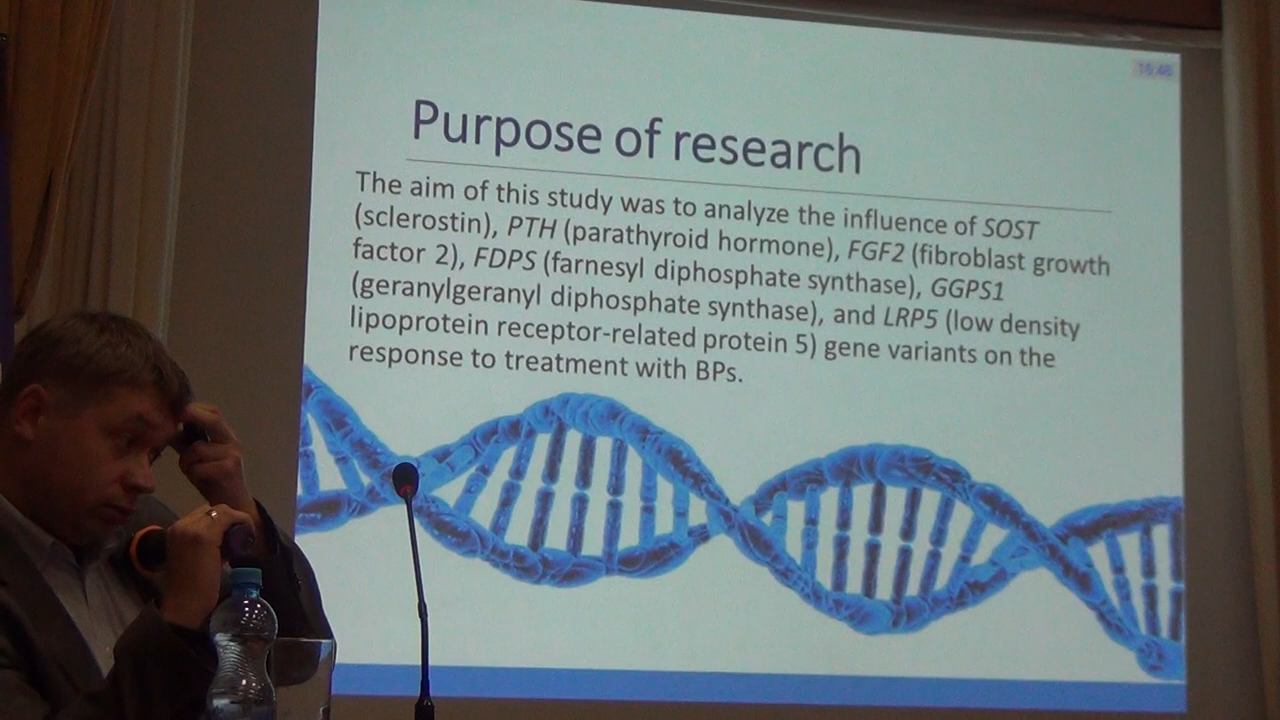 16:46
Purpose of research
The aim of this study was to analyze the influence of SOST
(sclerostin), PTH (parathyroid hormone), FGF2 (fibroblast growth
factor 2), FDPS (farnesyl diphosphate synthase), GGPS1
(geranylgeranyl diphosphate synthase), and LRP5 (low density
lipoprotein receptor-related protein 5) gene variants on the
response to treatment with BPs.